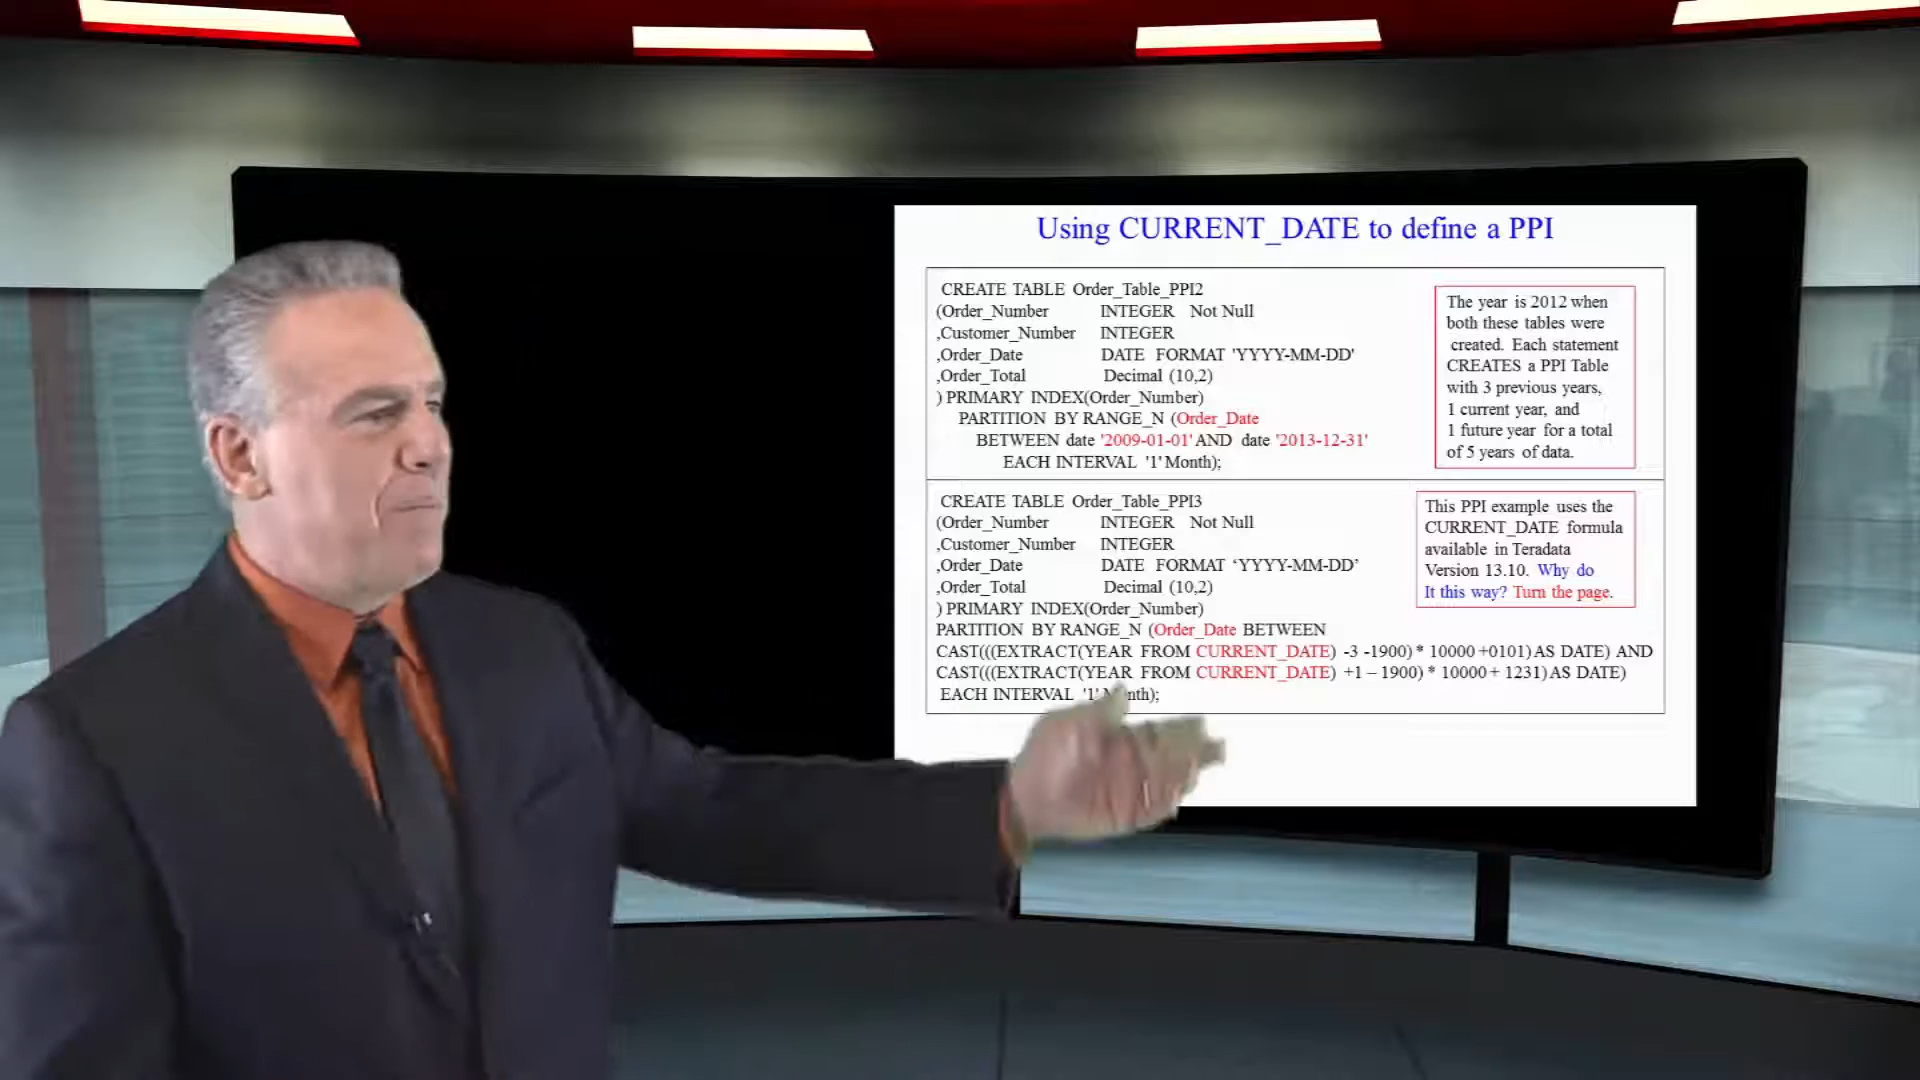 Using CURRENT_DATE to define a PPI
CREATE TABLE Order_Table_PPI2
(Order_Number INTEGER Not Null
,Customer_Number INTEGER
,Order_Date DATE FORMAT 'YYYY-MM-DD'
,Order_Total Decimal (10,2)
) PRIMARY INDEX(Order_Number)
PARTITION BY RANGE_N (Order_Date
BETWEEN date '2009-01-01' AND date '2013-12-31'
EACH INTERVAL '1' Month);
The year is 2012 when
both these tables were
created. Each statement
CREATES a PPI Table
with 3 previous years,
1 current year, and
1 future year for a total
of 5 years of data.
CREATE TABLE Order_Table_PPI3
(Order_Number INTEGER Not Null
,Customer_Number INTEGER
,Order_Date DATE FORMAT ‘YYYY-MM-DD’
,Order_Total Decimal (10,2)
) PRIMARY INDEX(Order_Number)
PARTITION BY RANGE_N (Order_Date BETWEEN
CAST(((EXTRACT(YEAR FROM CURRENT_DATE) -3 -1900) * 10000 +0101) AS DATE) AND
CAST(((EXTRACT(YEAR FROM CURRENT_DATE) +1 – 1900) * 10000 + 1231) AS DATE)
EACH INTERVAL '1' Month);
This PPI example uses the
CURRENT_DATE formula
available in Teradata
Version 13.10. Why do
It this way? Turn the page.